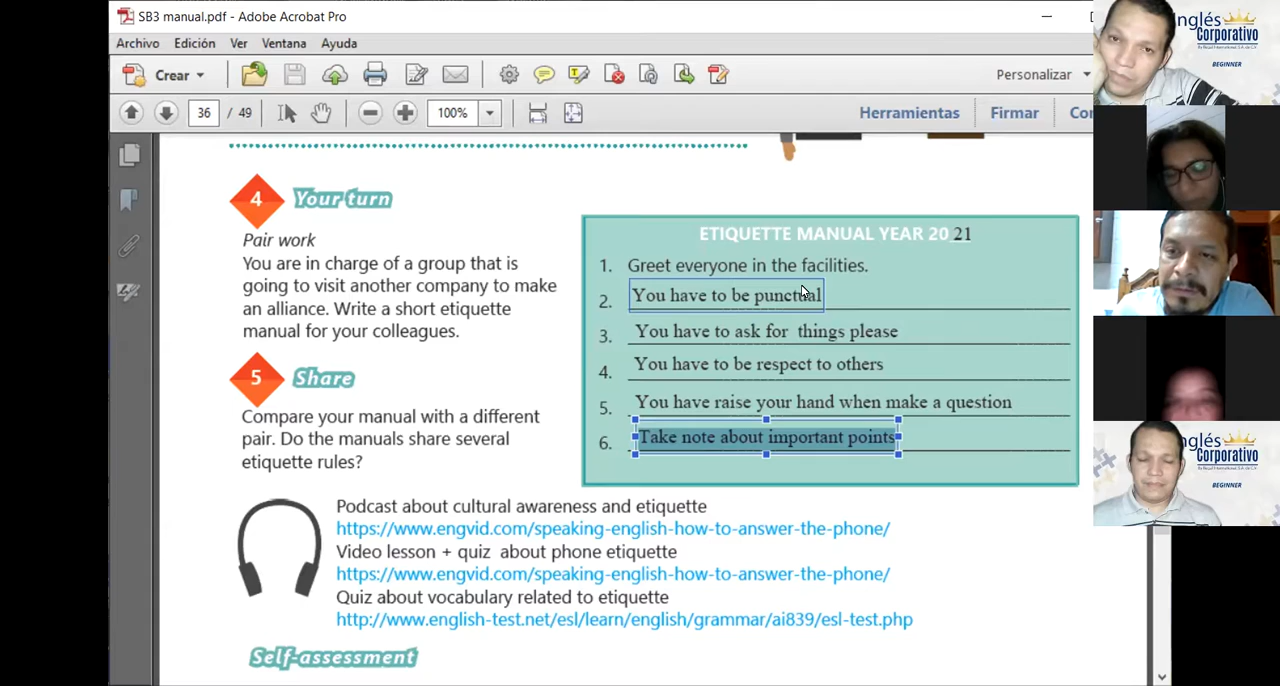 SB3 manual.pdf - Adobe Acrobat Pro
Archivo Edición Ver Ventana Ayuda
Crear
Personalizar
36 / 49
100%
Herramientas Firmar Co
4 Your turn
Pair work
You are in charge of a group that is
going to visit another company to make
an alliance. Write a short etiquette
manual for your colleagues.
5 Share
Compare your manual with a different
pair. Do the manuals share several
etiquette rules?
ETIQUETTE MANUAL YEAR 20 21
1. Greet everyone in the facilities.
2. You have to be punctual
3. You have to ask for things please
4. You have to be respect to others
5. You have raise your hand when make a question
6. Take note about important points
Podcast about cultural awareness and etiquette
https://www.engvid.com/speaking-english-how-to-answer-the-phone/
Video lesson + quiz about phone etiquette
https://www.engvid.com/speaking-english-how-to-answer-the-phone/
Quiz about vocabulary related to etiquette
http://www.english-test.net/esl/learn/english/grammar/ai839/esl-test.php
Self-assessment
nglés
Corporativo
BEGINNER
Inglés
Corporativo
BEGINNER